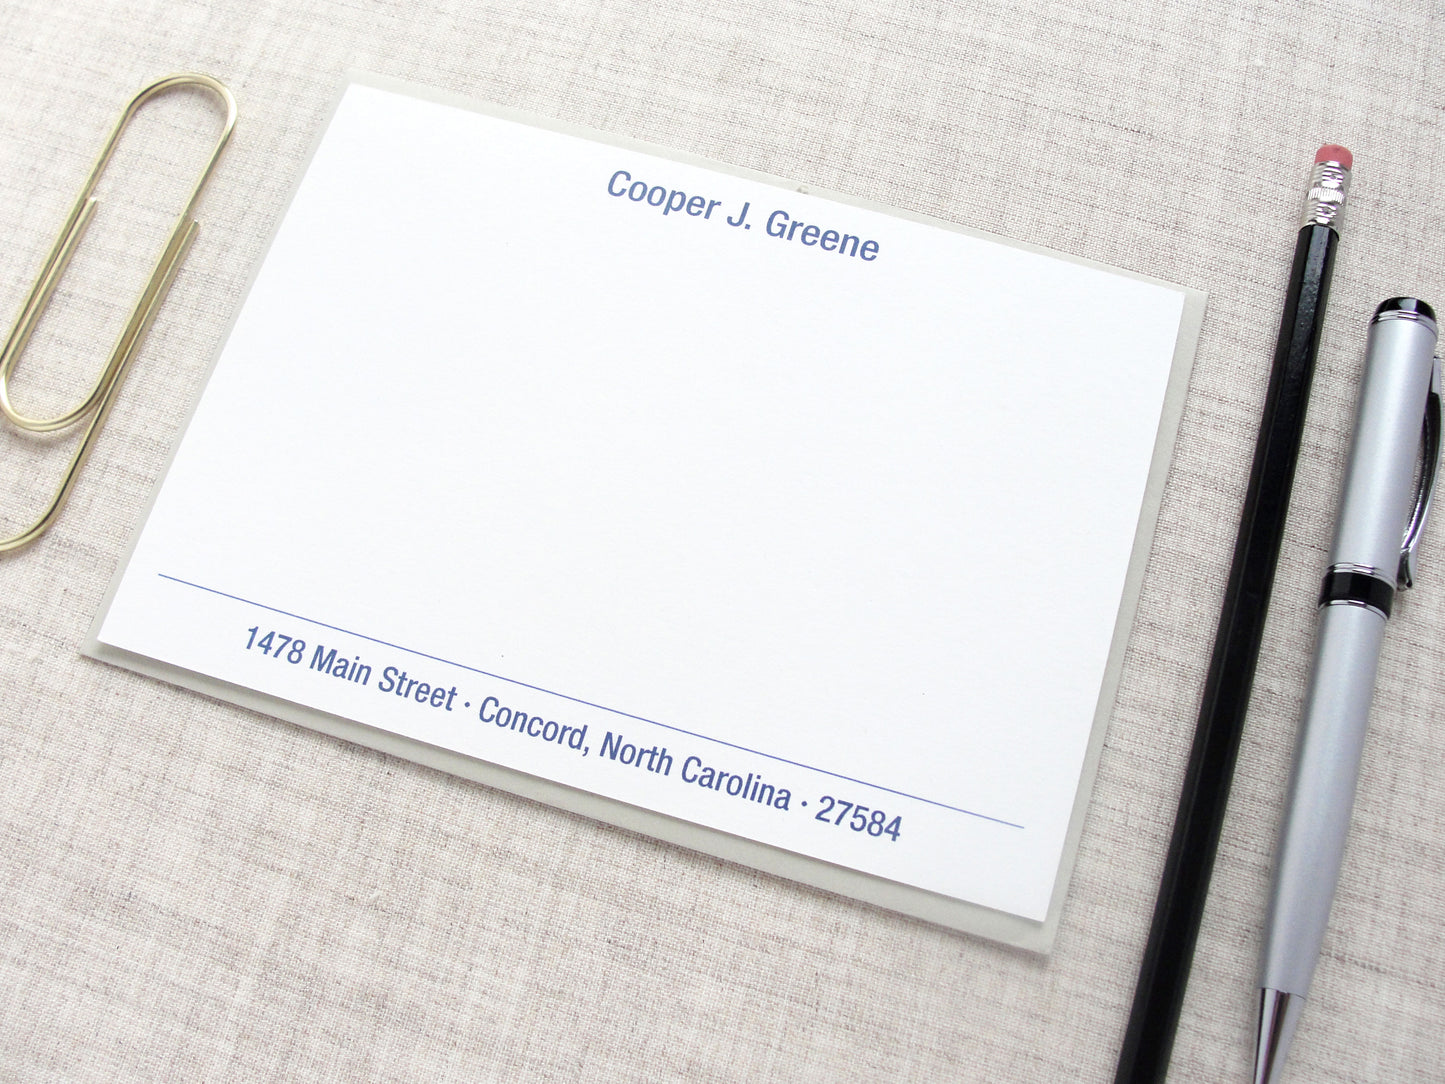 Cooper J. Greene
1478 Main Street · Concord, North Carolina · 27584